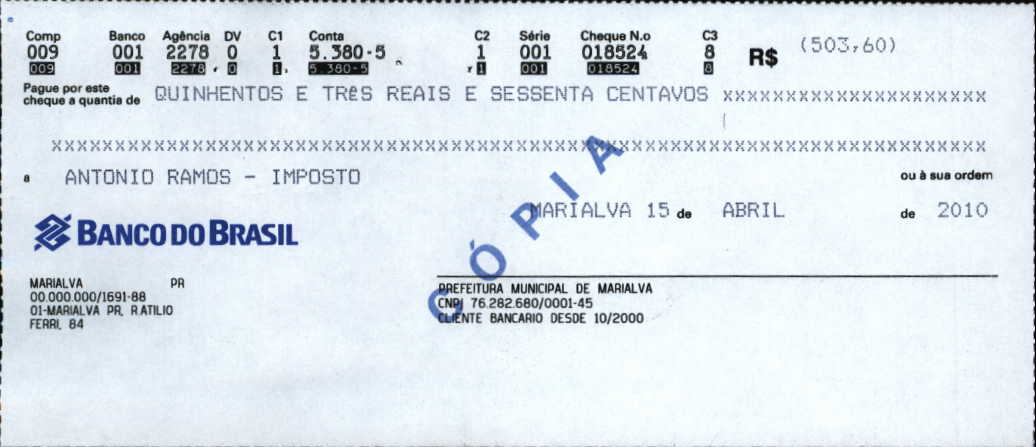 Comp Banco Agência DV C1 Conta C2 Série Cheque N.o C3
009 001 2278 0 1 5.380-5 1 001 018524 8 R$ (503,60)
009 001 2278 0 1 5.380-5 1 001 018524 8
Pague por este
cheque a quantia de QUINHENTOS E TRêS REAIS E SESSENTA CENTAVOS xxxxxxxxxxxxxxxxxxxxx
xxxxxxxxxxxxxxxxxxxxxxxxxxxxxxxxxxxxxxxxxxxxxxxxxxxxxxxxxxxxxxxxxxxxxx
a ANTONIO RAMOS - IMPOSTO ou à sua ordem
CÓPIA
MARIALVA 15 de ABRIL de 2010
BANCO DO BRASIL
MARIALVA PR
00.000.000/1691-88
01-MARIALVA PR, R.ATILIO
FERRI, 84
PREFEITURA MUNICIPAL DE MARIALVA
CNPJ 76.282.680/0001-45
CLIENTE BANCARIO DESDE 10/2000